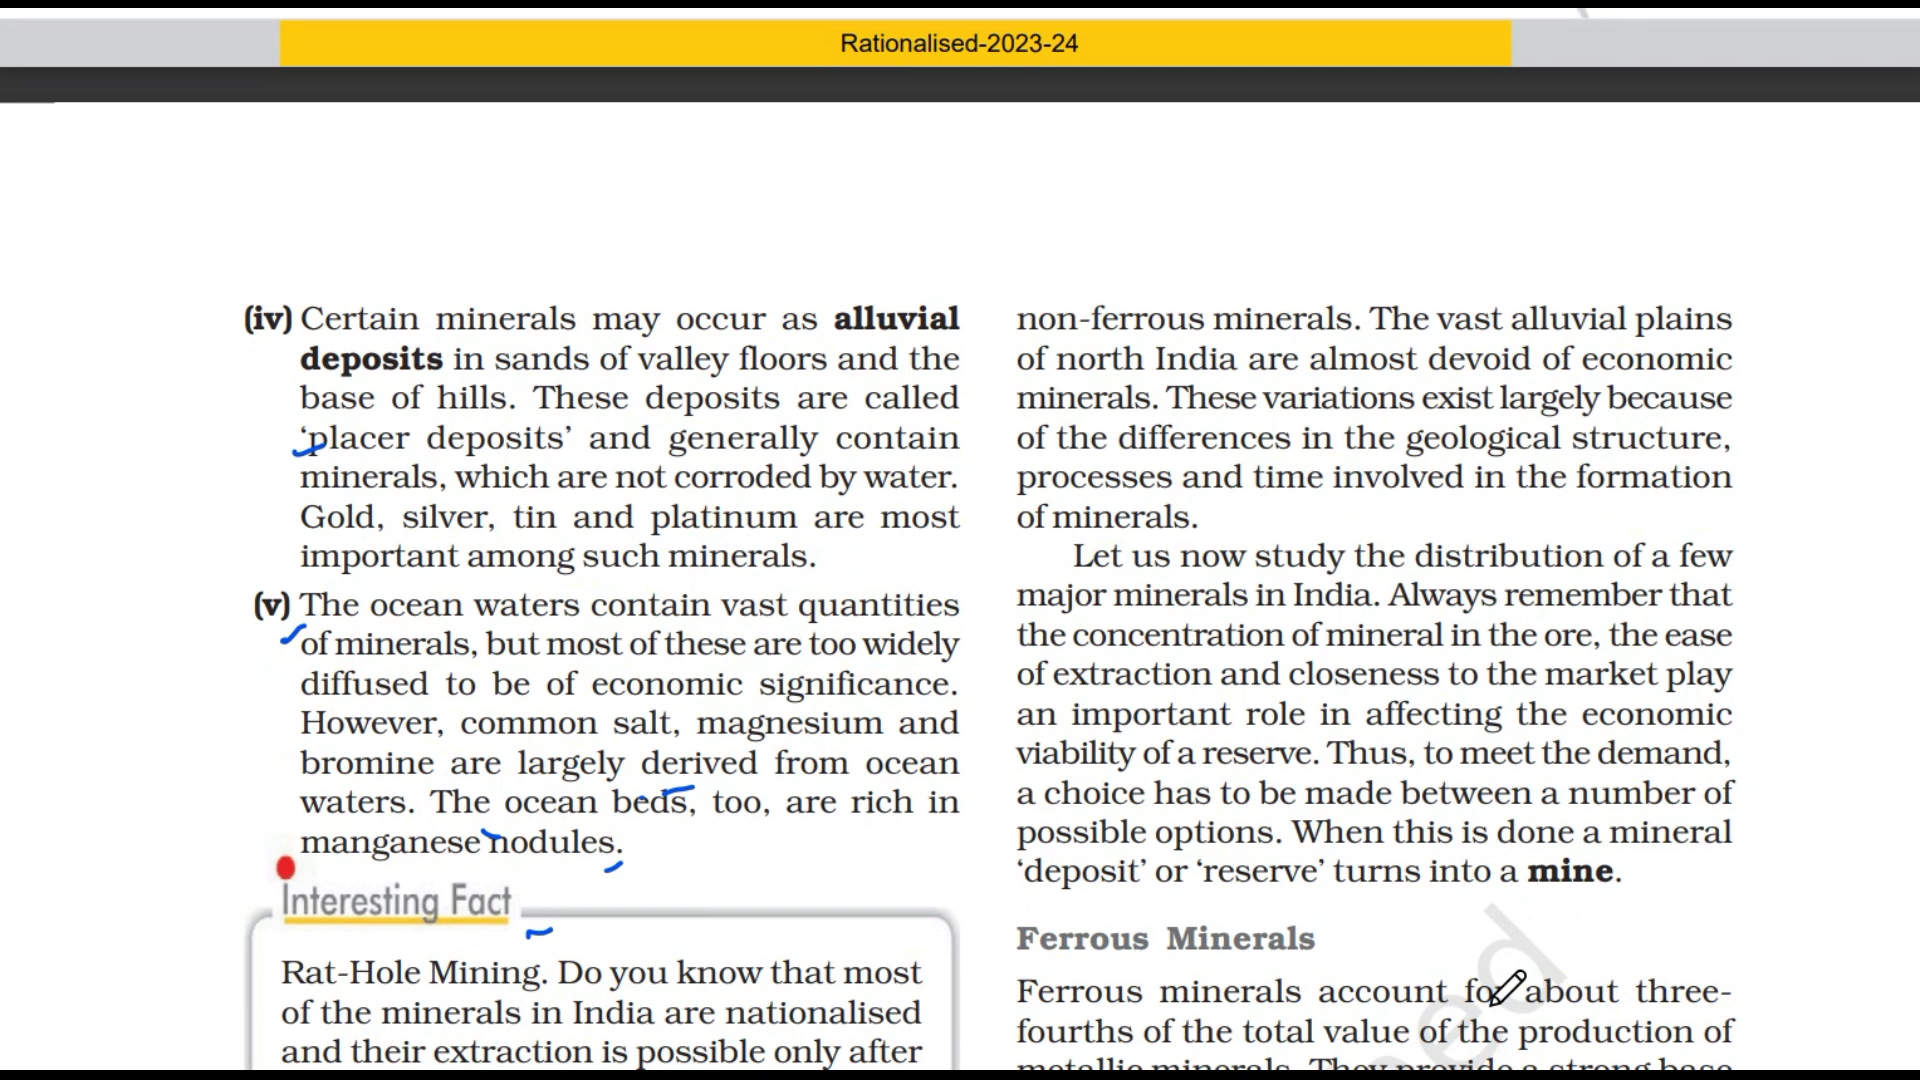 Rationalised-2023-24
(iv) Certain minerals may occur as alluvial
deposits in sands of valley floors and the
base of hills. These deposits are called
‘placer deposits’ and generally contain
minerals, which are not corroded by water.
Gold, silver, tin and platinum are most
important among such minerals.
(v) The ocean waters contain vast quantities
of minerals, but most of these are too widely
diffused to be of economic significance.
However, common salt, magnesium and
bromine are largely derived from ocean
waters. The ocean beds, too, are rich in
manganese nodules.
Interesting Fact
Rat-Hole Mining. Do you know that most
of the minerals in India are nationalised
and their extraction is possible only after
non-ferrous minerals. The vast alluvial plains
of north India are almost devoid of economic
minerals. These variations exist largely because
of the differences in the geological structure,
processes and time involved in the formation
of minerals.
Let us now study the distribution of a few
major minerals in India. Always remember that
the concentration of mineral in the ore, the ease
of extraction and closeness to the market play
an important role in affecting the economic
viability of a reserve. Thus, to meet the demand,
a choice has to be made between a number of
possible options. When this is done a mineral
‘deposit’ or ‘reserve’ turns into a mine.
Ferrous Minerals
Ferrous minerals account for about three-
fourths of the total value of the production of
metallic minerals. They provide a strong base